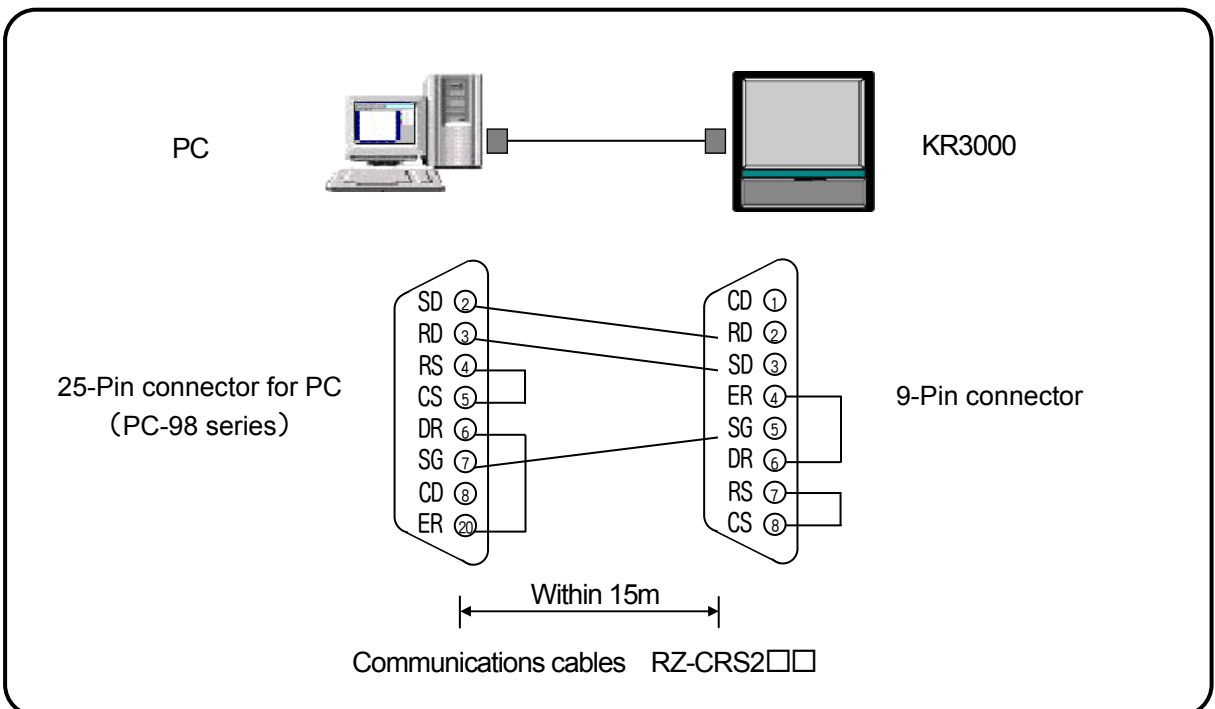 PC
KR3000
SD 2
RD 3
RS 4
CS 5
DR 6
SG 7
CD 8
ER 20
25-Pin connector for PC
（PC-98 series）
CD 1
RD 2
SD 3
ER 4
SG 5
DR 6
RS 7
CS 8
9-Pin connector
Within 15m
Communications cables RZ-CRS2□□